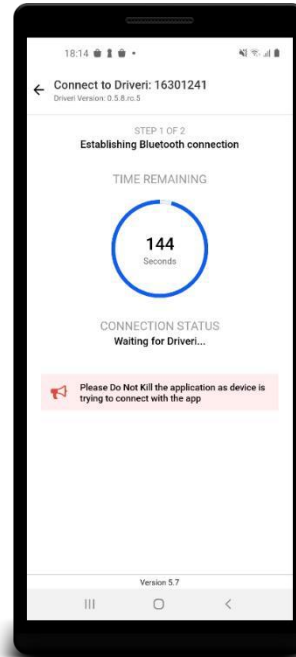 18:14
Connect to Driveri: 16301241
Driveri Version: 0.5.8.rc.5
STEP 1 OF 2
Establishing Bluetooth connection
TIME REMAINING
144
Seconds
CONNECTION STATUS
Waiting for Driveri...
Please Do Not Kill the application as device is
trying to connect with the app
Version 5.7